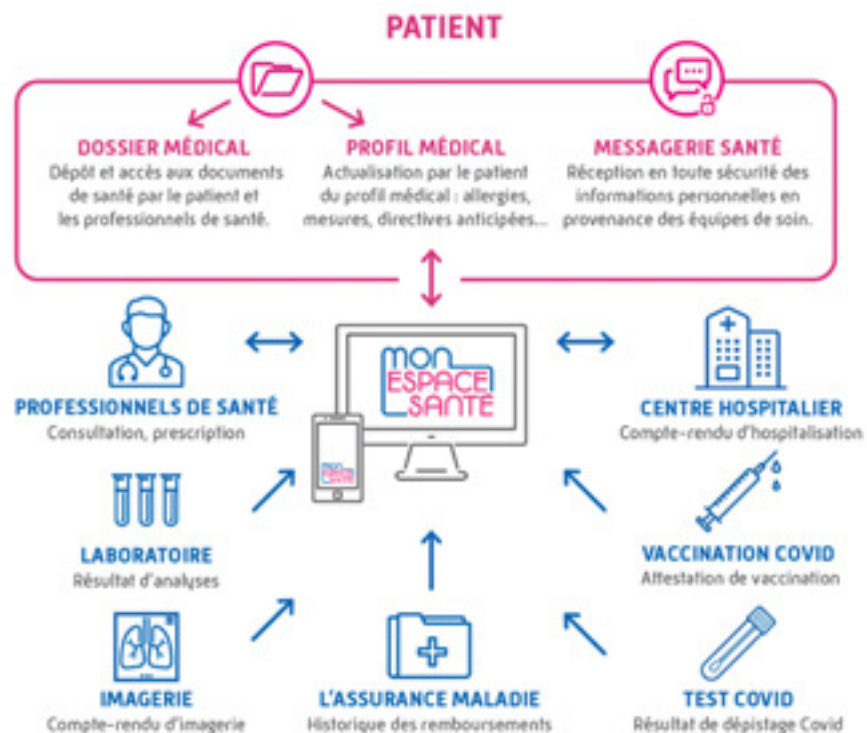 PATIENT
DOSSIER MÉDICAL
Dépôt et accès aux documents
de santé par le patient et
les professionnels de santé.
PROFIL MÉDICAL
Actualisation par le patient
du profil médical : allergies,
mesures, directives anticipées...
MESSAGERIE SANTÉ
Réception en toute sécurité des
informations personnelles en
provenance des équipes de soin.
mon
ESPACE
SANTÉ
mon
ESPACE
SANTÉ
PROFESSIONNELS DE SANTÉ
Consultation, prescription
CENTRE HOSPITALIER
Compte-rendu d'hospitalisation
LABORATOIRE
Résultat d'analyses
VACCINATION COVID
Attestation de vaccination
IMAGERIE
Compte-rendu d'imagerie
L'ASSURANCE MALADIE
Historique des remboursements
TEST COVID
Résultat de dépistage Covid